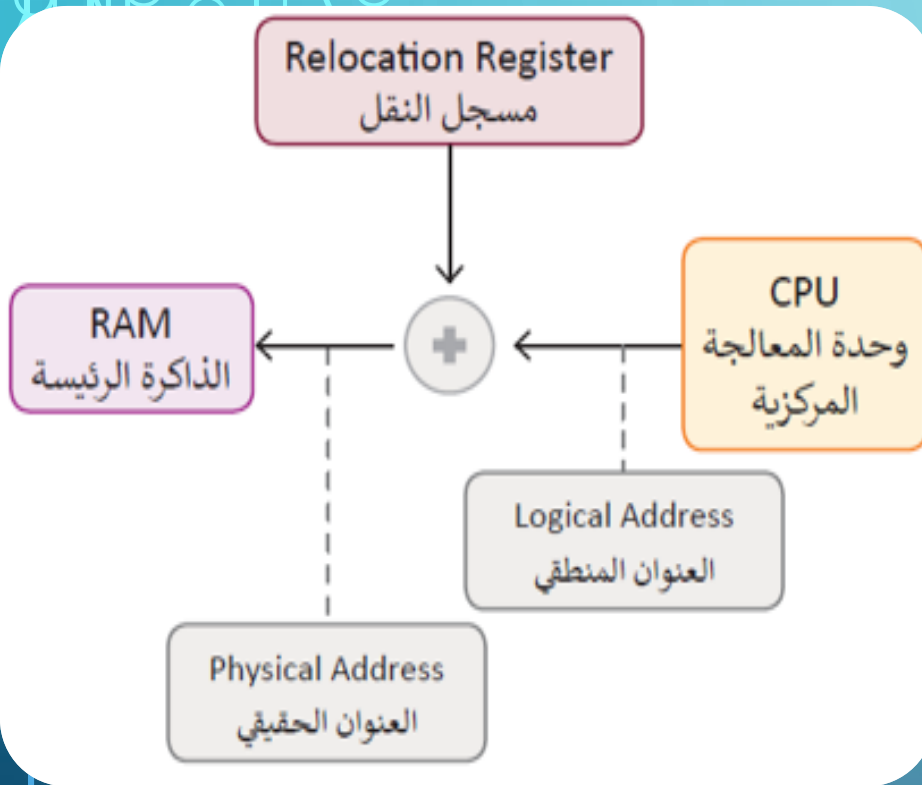 Relocation Register
مسجل النقل
CPU
وحدة المعالجة
المركزية
RAM
الذاكرة الرئيسة
Logical Address
العنوان المنطقي
Physical Address
العنوان الحقيقي